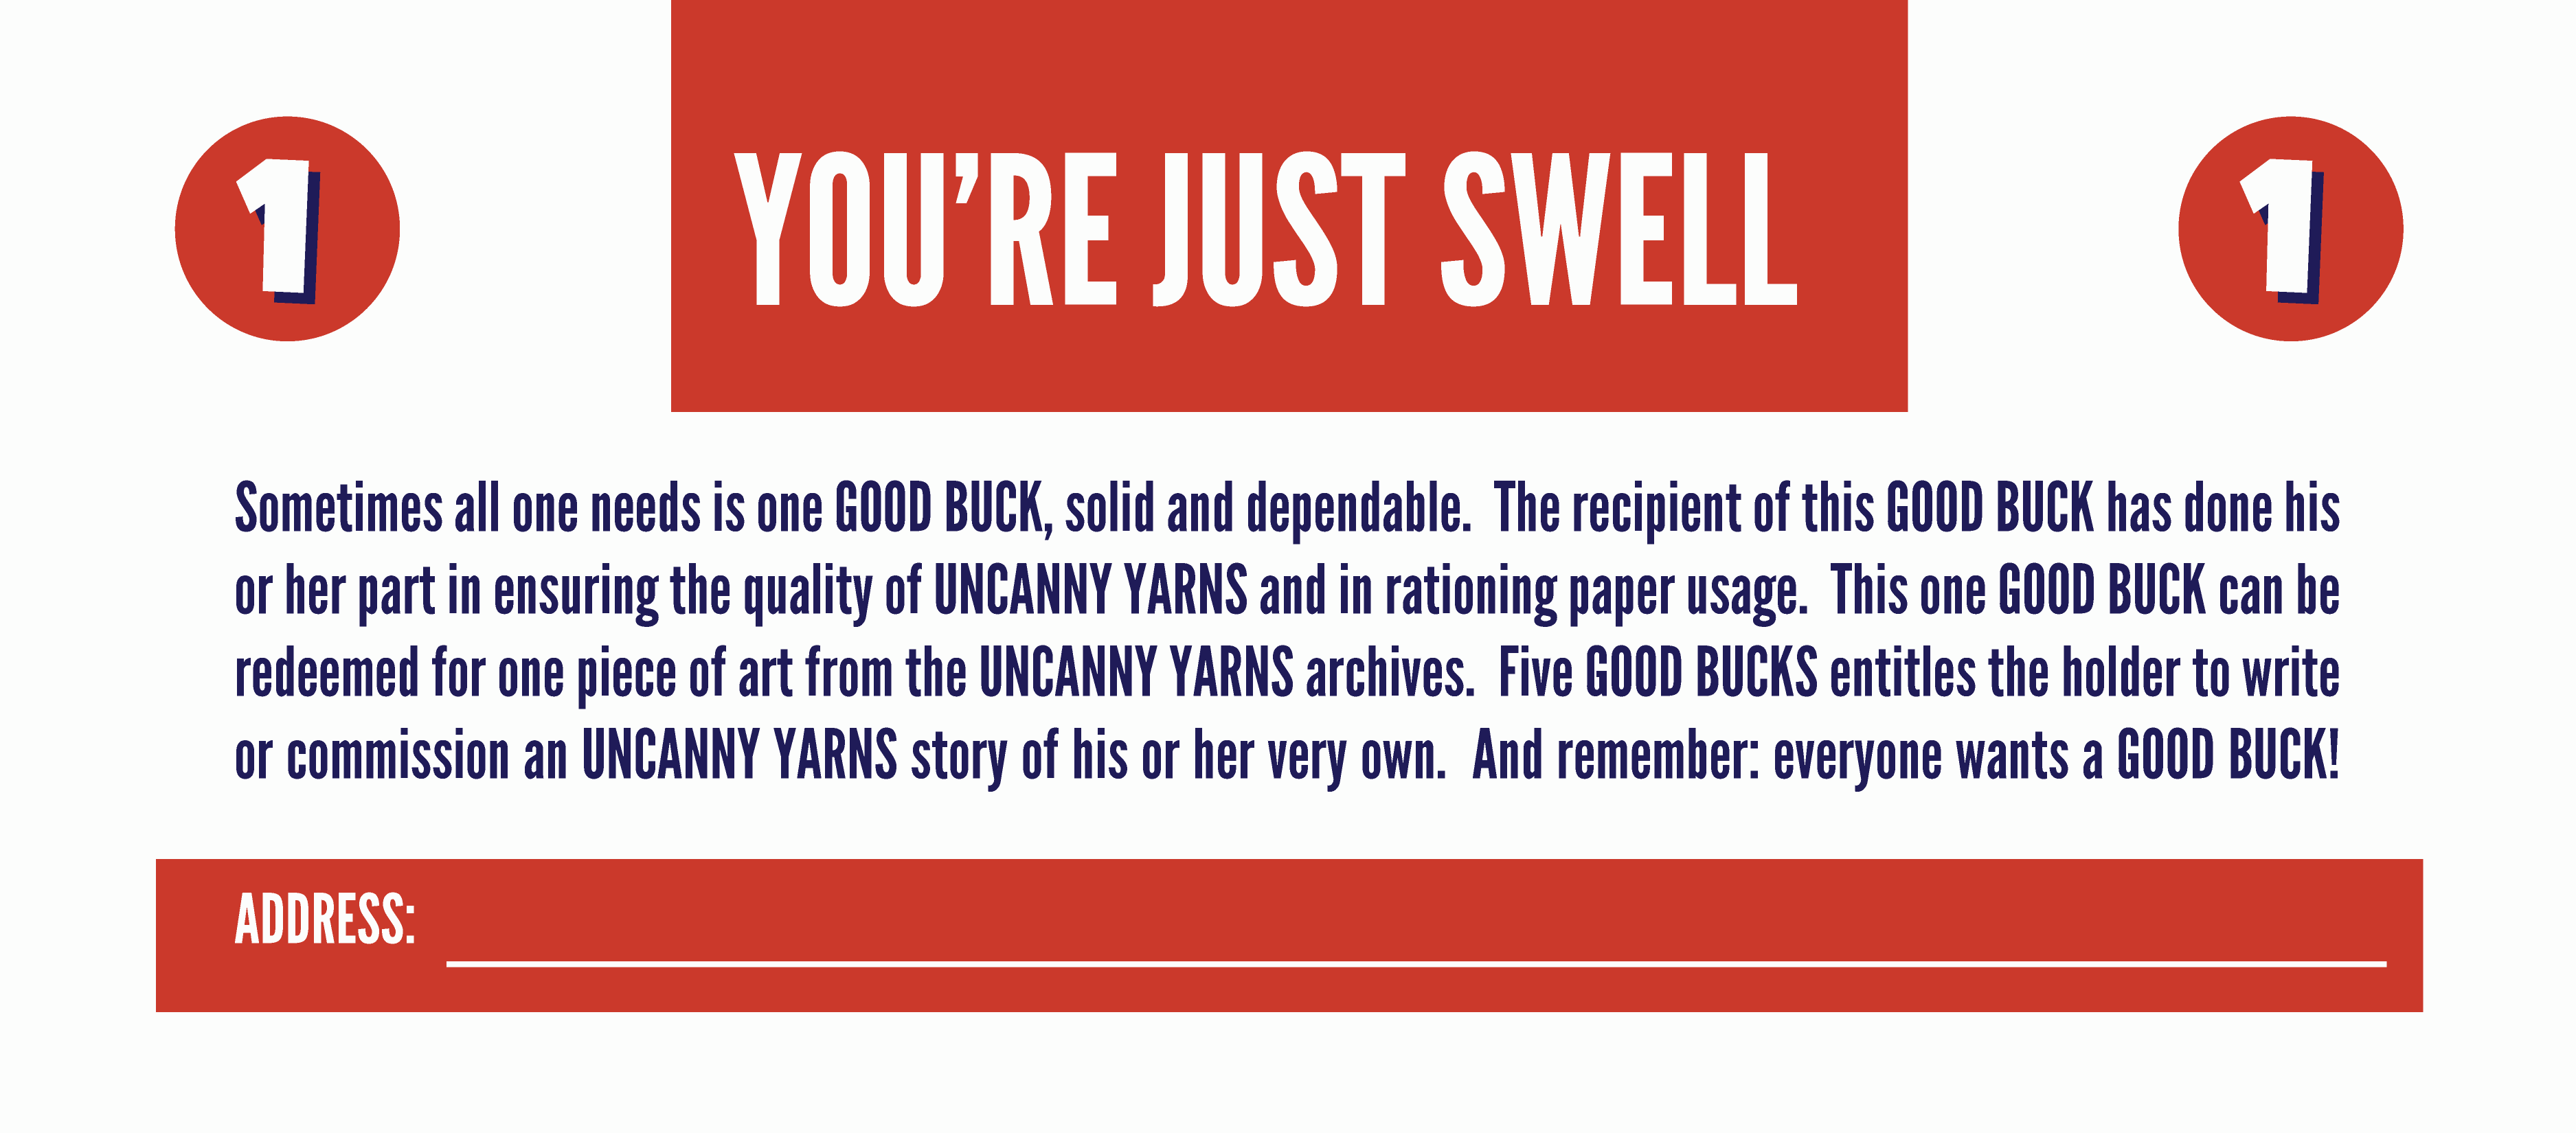 1
YOU’RE JUST SWELL
1
Sometimes all one needs is one GOOD BUCK, solid and dependable.  The recipient of this GOOD BUCK has done his
or her part in ensuring the quality of UNCANNY YARNS and in rationing paper usage.  This one GOOD BUCK can be
redeemed for one piece of art from the UNCANNY YARNS archives.  Five GOOD BUCKS entitles the holder to write
or commission an UNCANNY YARNS story of his or her very own.  And remember: everyone wants a GOOD BUCK!
ADDRESS: